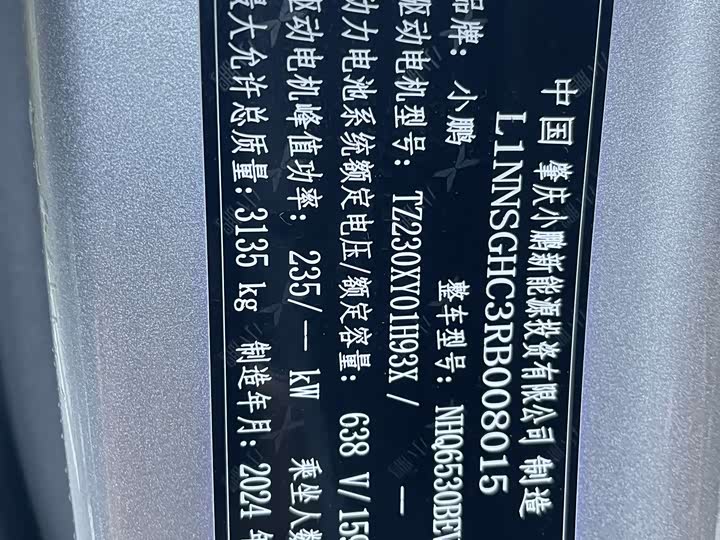 中国 肇庆小鹏新能源投资有限公司 制造
L1NNSGHC3RB008015
品牌: 小鹏 整车型号: NHQ6530BEV
驱动电机型号: TZ230XY01H93X / —
动力电池系统额定电压/额定容量: 638 V/159
驱动电机峰值功率: 235/— kW 乘坐人数
最大允许总质量:3135 kg 制造年月:2024 年